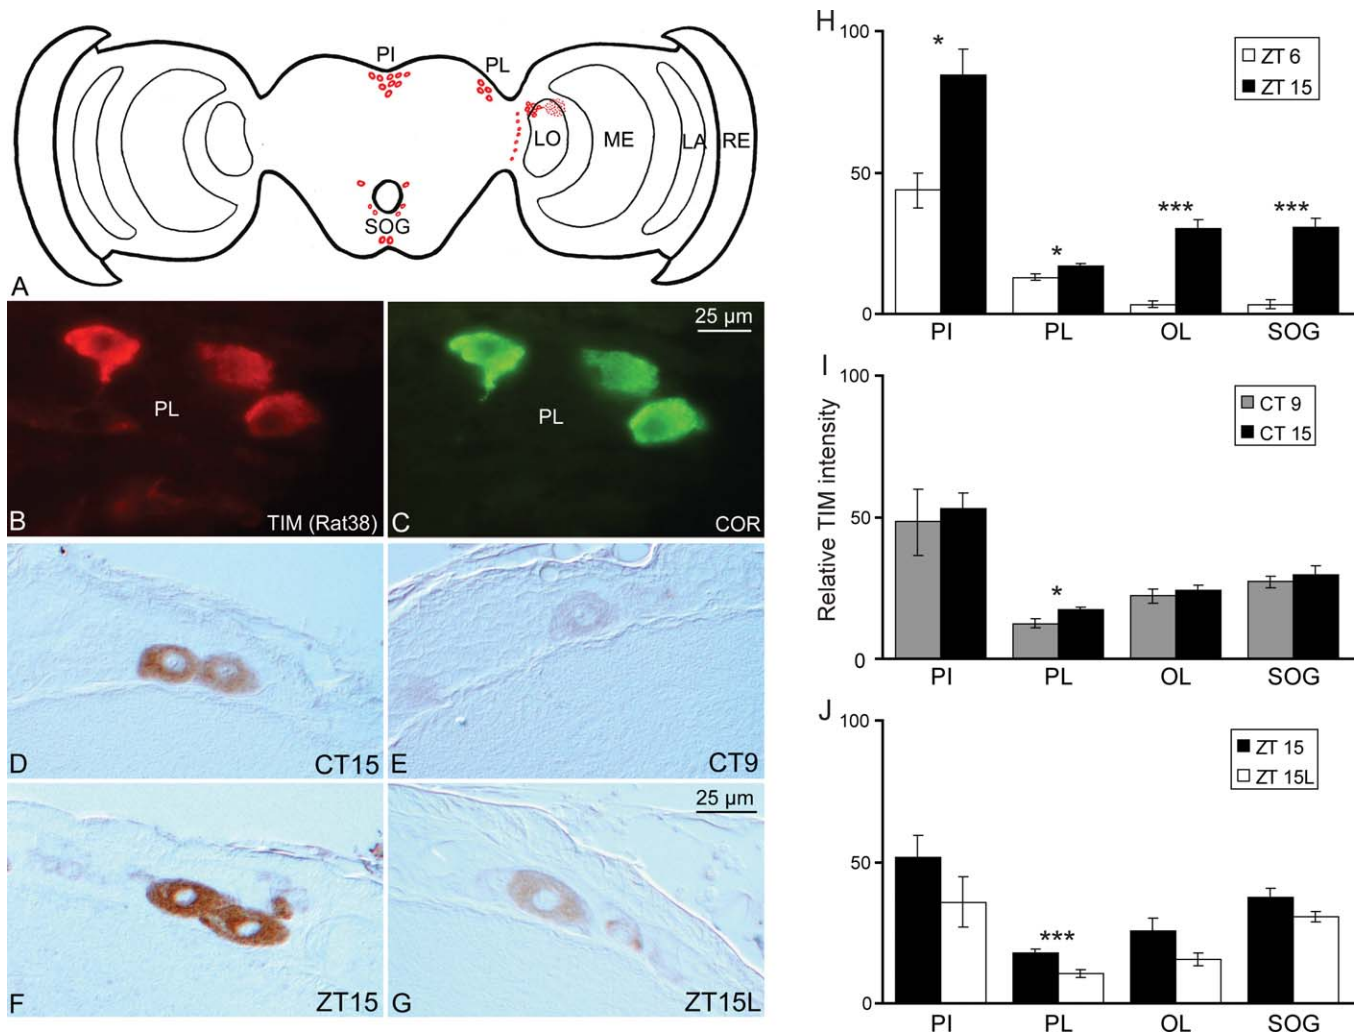 PI
PL
LO
ME
LA
RE
SOG
A
PL
B
TIM (Rat38)
25 µm
PL
C
COR
D
CT15
E
CT9
F
ZT15
25 µm
G
ZT15L
H
100
50
0
*
*
***
***
ZT 6
ZT 15
PI
PL
OL
SOG
I
Relative TIM intensity
100
50
0
*
CT 9
CT 15
PI
PL
OL
SOG
J
100
50
0
***
ZT 15
ZT 15L
PI
PL
OL
SOG